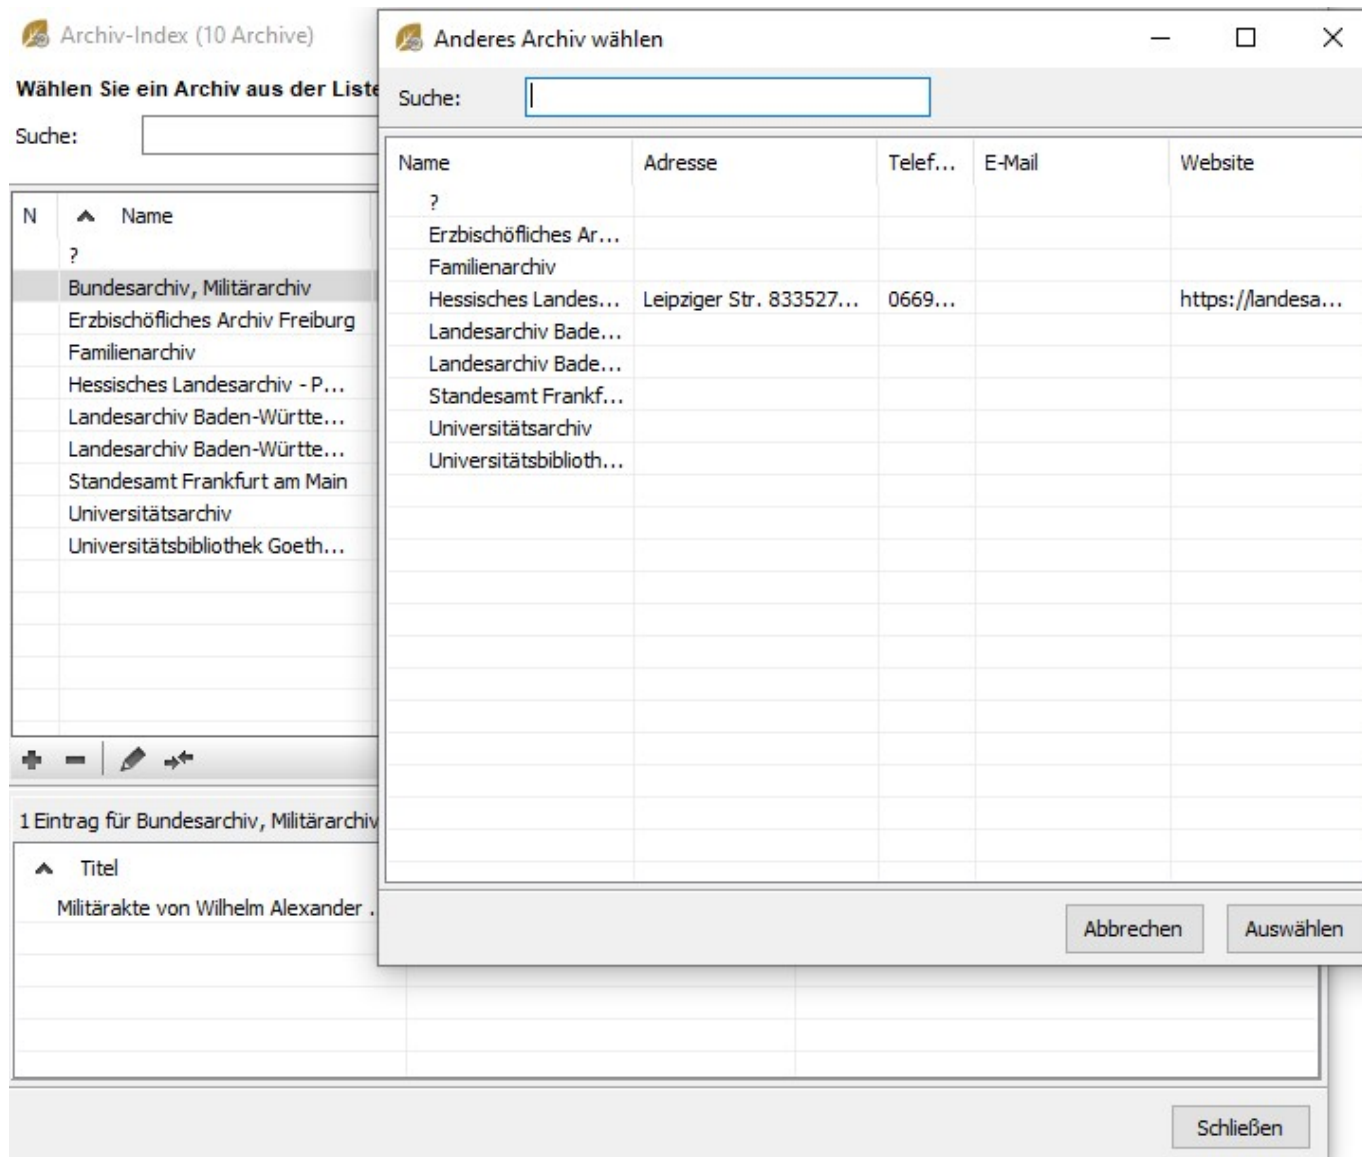 Archiv-Index (10 Archive)
Wählen Sie ein Archiv aus der Liste
Suche:
N Name
?
Bundesarchiv, Militärarchiv
Erzbischöfliches Archiv Freiburg
Familienarchiv
Hessisches Landesarchiv - P...
Landesarchiv Baden-Württe...
Landesarchiv Baden-Württe...
Standesamt Frankfurt am Main
Universitätsarchiv
Universitätsbibliothek Goeth...
1 Eintrag für Bundesarchiv, Militärarchiv
Titel
Militärakte von Wilhelm Alexander .
Schließen
Anderes Archiv wählen
Suche:
Name Adresse Telef... E-Mail Website
?
Erzbischöfliches Ar...
Familienarchiv
Hessisches Landes... Leipziger Str. 833527... 0669... https://landesa...
Landesarchiv Bade...
Landesarchiv Bade...
Standesamt Frankf...
Universitätsarchiv
Universitätsbiblioth...
Abbrechen Auswählen